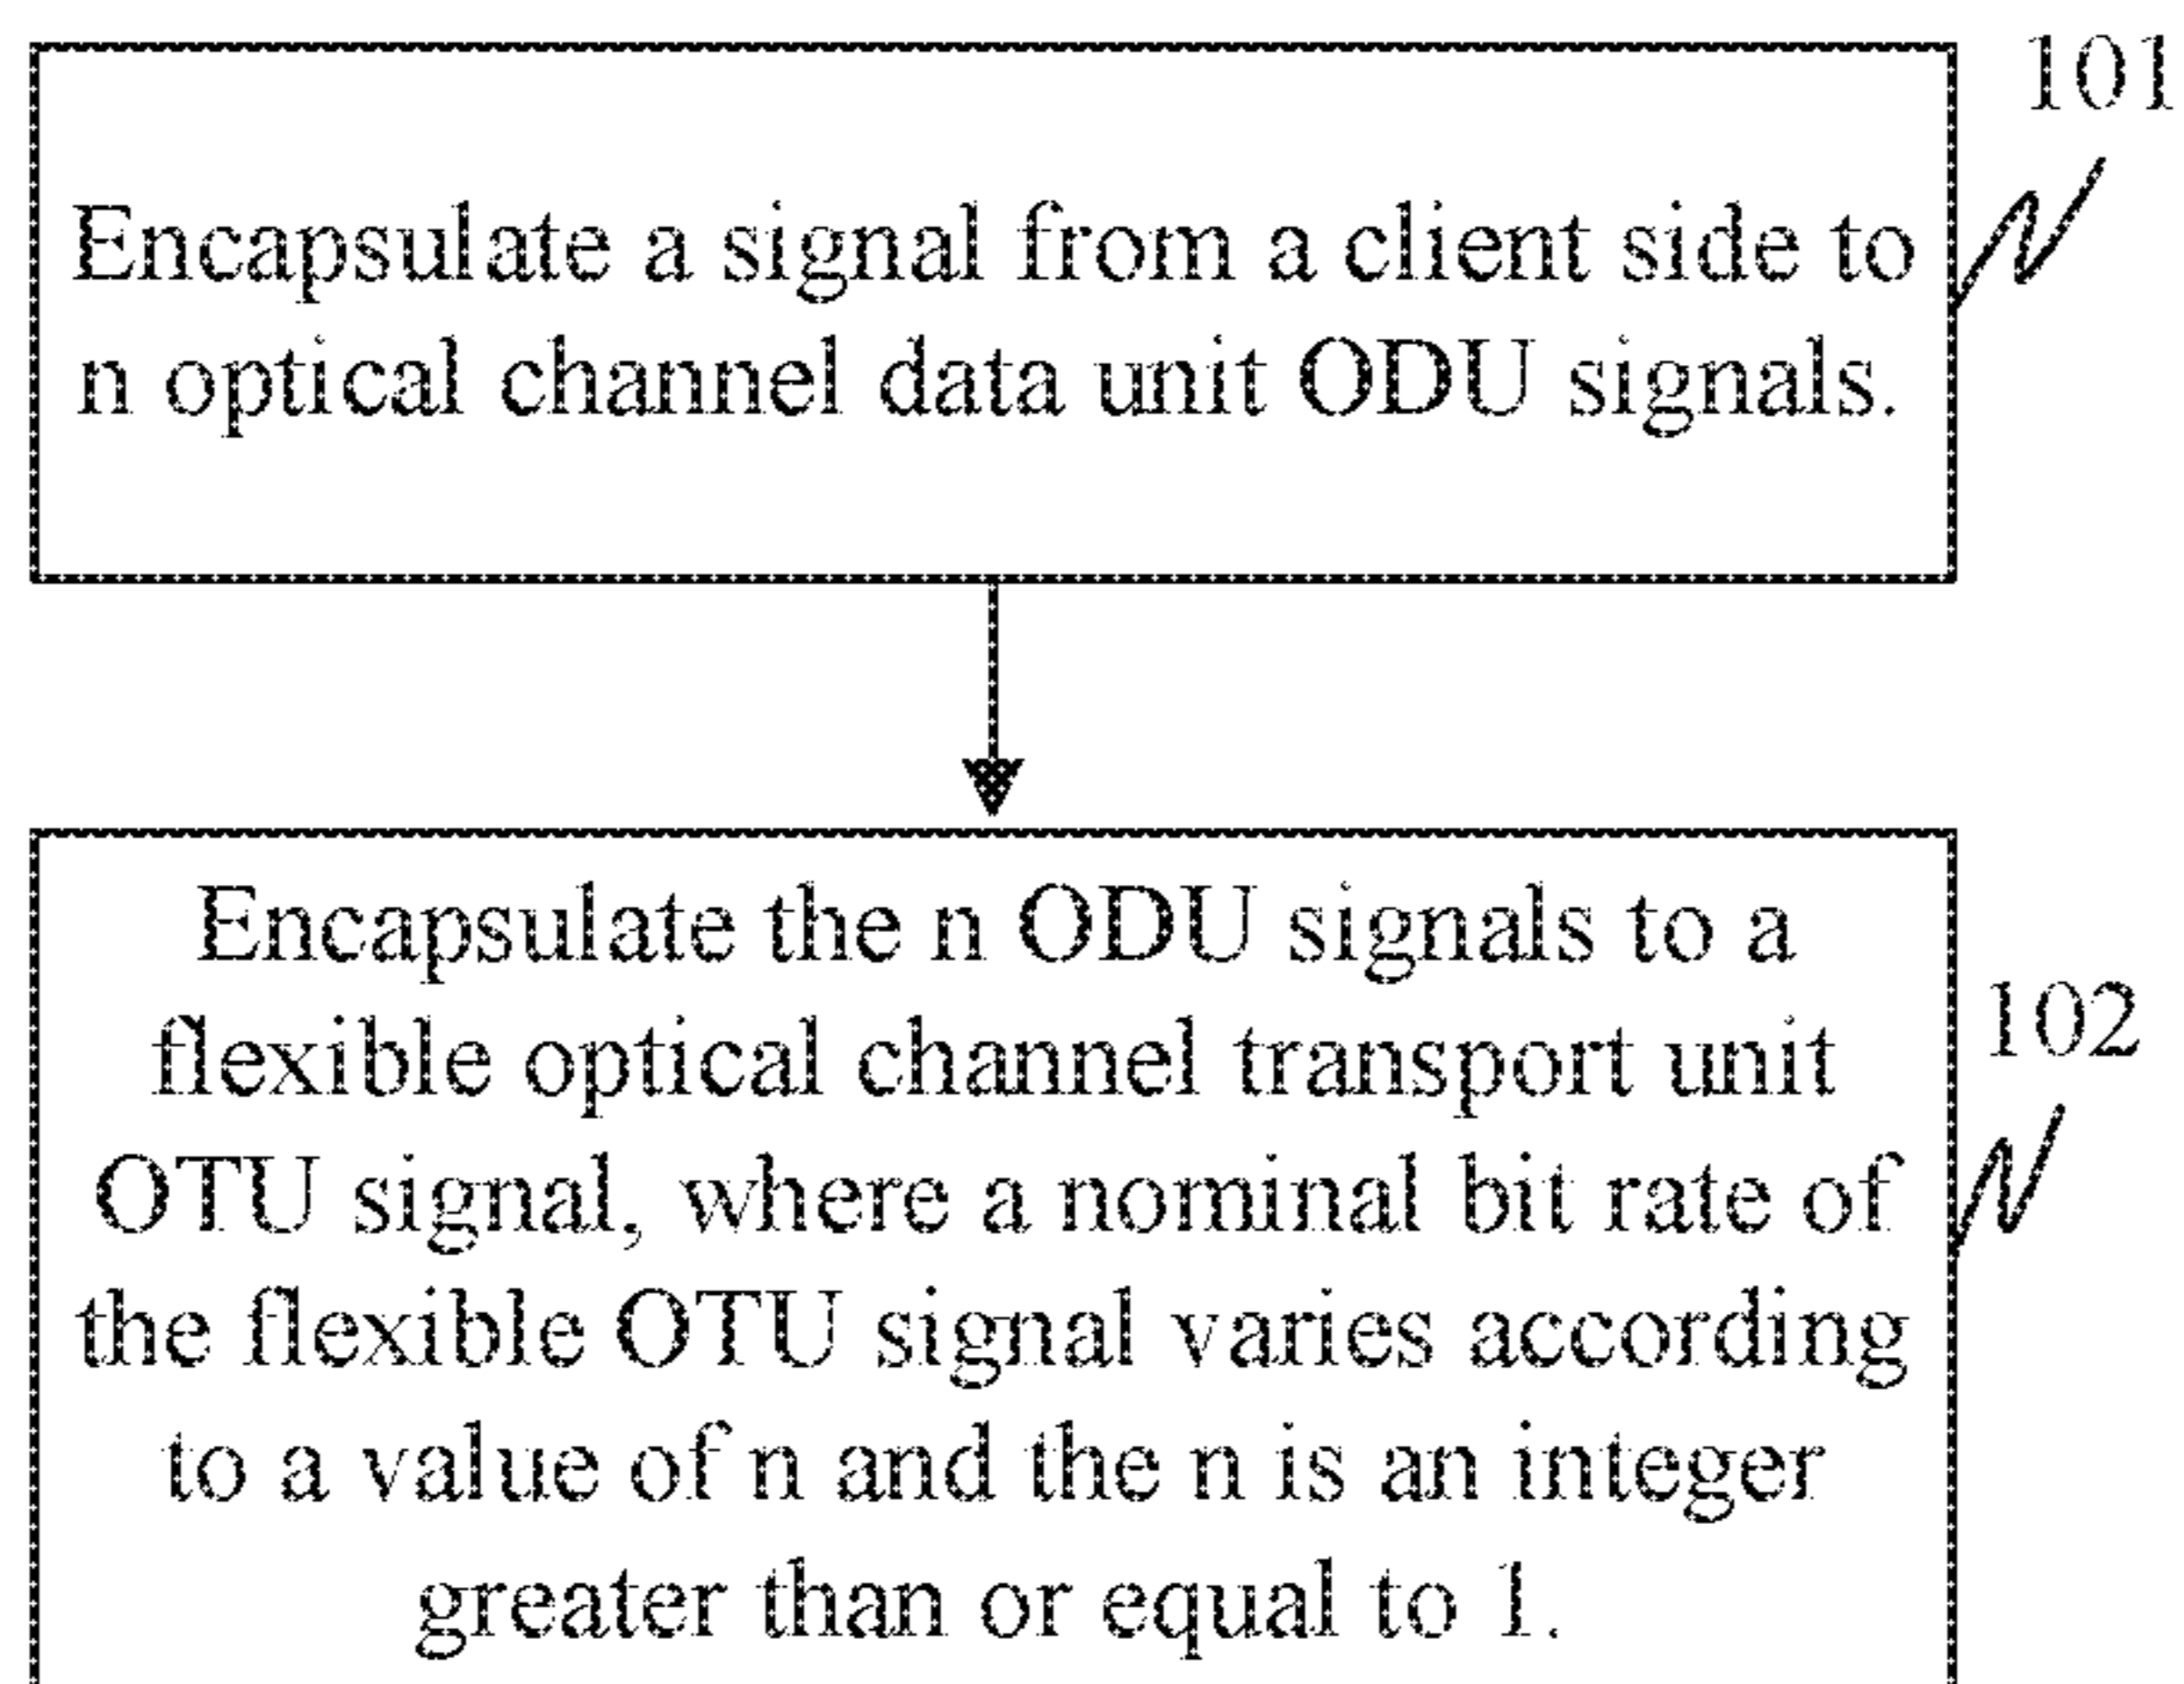 101
Encapsulate a signal from a client side to
n optical channel data unit ODU signals.
Encapsulate the n ODU signals to a
flexible optical channel transport unit
102
OTU signal, where a nominal bit rate of
the flexible OTU signal varies according
to a value of n and the n is an integer
greater than or equal to 1.